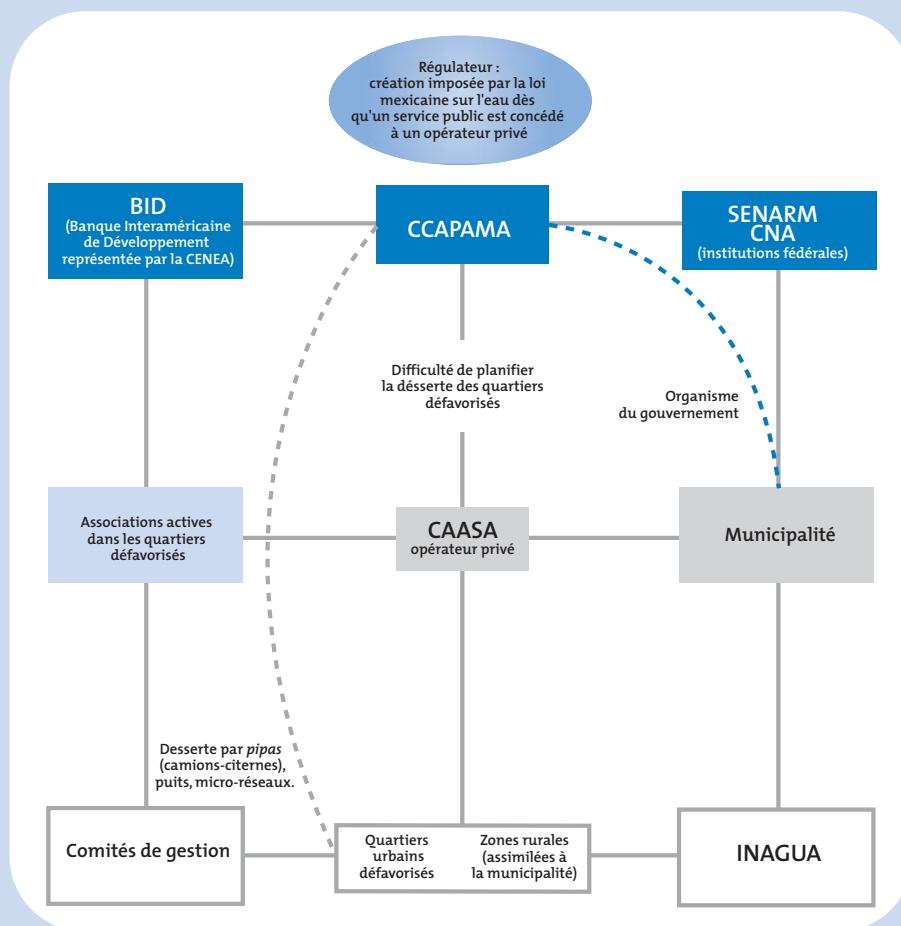 Régulateur :
création imposée par la loi
mexicaine sur l'eau dès
qu'un service public est concédé
à un opérateur privé
BID
(Banque Interaméricaine
de Développement
représentée par la CENEA)
CCAPAMA
SENARM
CNA
(institutions fédérales)
Difficulté de planifier
la désserte des quartiers
défavorisés
Organisme
du gouvernement
Associations actives
dans les quartiers
défavorisés
CAASA
opérateur privé
Municipalité
Desserte par pipas
(camions-citernes),
puits, micro-réseaux.
Comités de gestion
Quartiers
urbains
défavorisés
Zones rurales
(assimilées à
la municipalité)
INAGUA